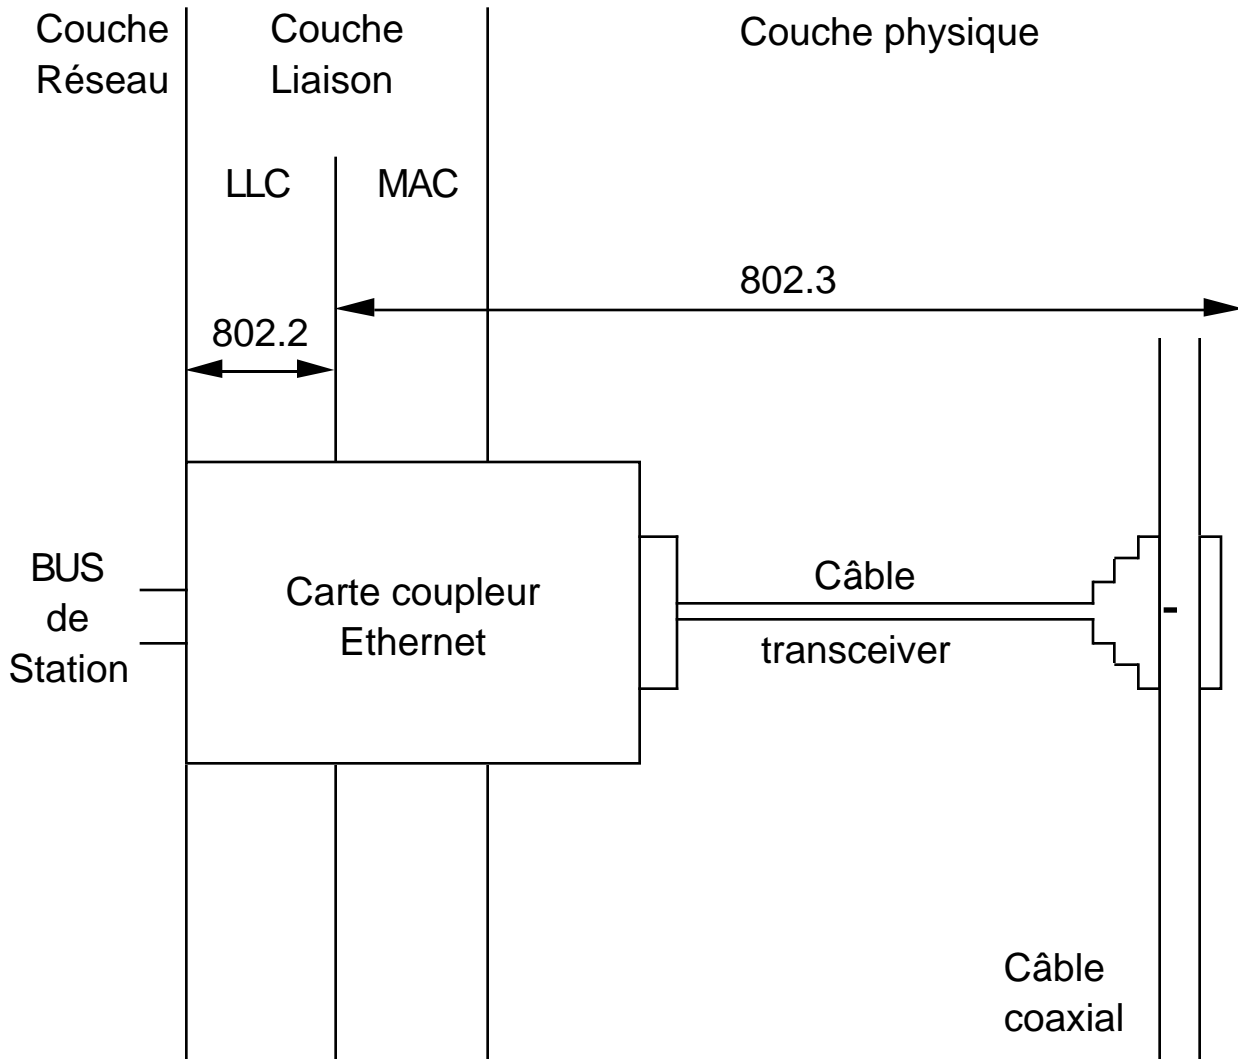 Couche
Réseau
Couche
Liaison
Couche physique
LLC
MAC
802.3
802.2
BUS
de
Station
Carte coupleur
Ethernet
Câble
transceiver
Câble
coaxial